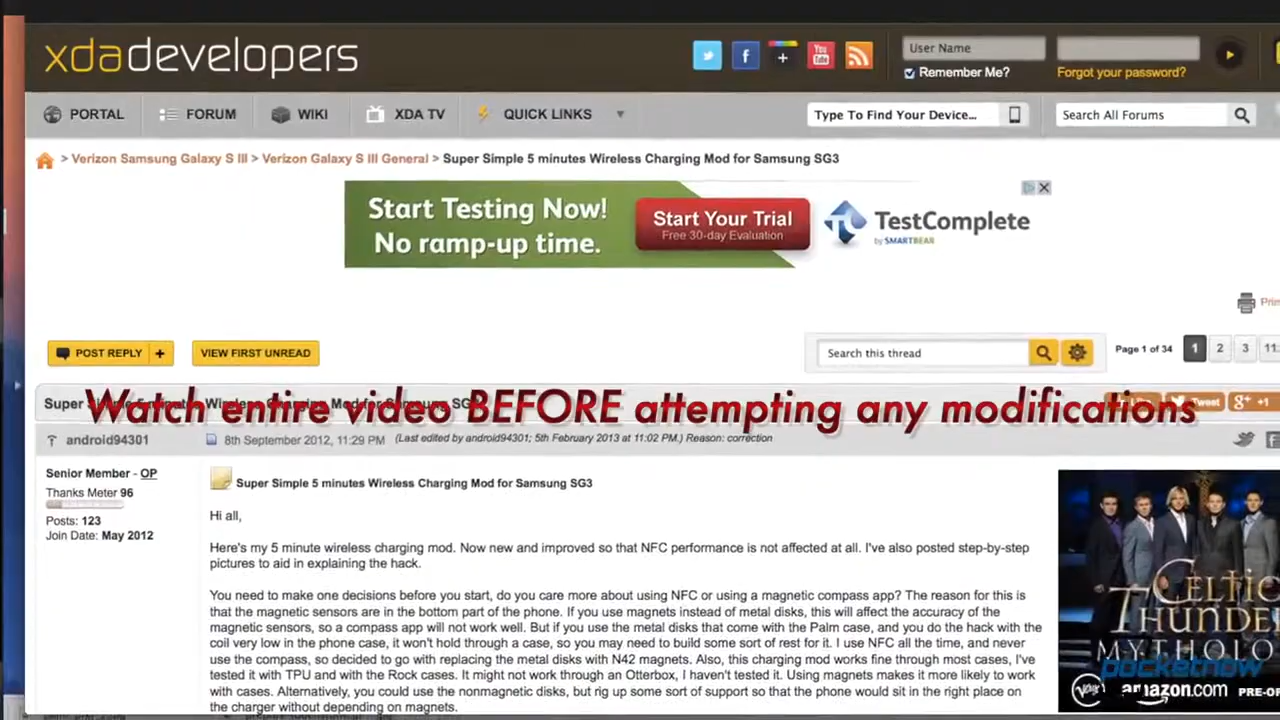 xdadevelopers
User Name
Remember Me?
Forgot your password?
PORTAL
FORUM
WIKI
XDA TV
QUICK LINKS
Type To Find Your Device...
Search All Forums
> Verizon Samsung Galaxy S III > Verizon Galaxy S III General > Super Simple 5 minutes Wireless Charging Mod for Samsung SG3
Start Testing Now!
No ramp-up time.
Start Your Trial
Free 30-day Evaluation
TestComplete
by SMARTBEAR
POST REPLY +
VIEW FIRST UNREAD
Search this thread
Page 1 of 34
1 2 3 11
Watch entire video BEFORE attempting any modifications
Tweet
+1
android94301
8th September 2012, 11:29 PM (Last edited by android94301; 5th February 2013 at 11:02 PM.) Reason: correction
Senior Member - OP
Thanks Meter 96
Posts: 123
Join Date: May 2012
Super Simple 5 minutes Wireless Charging Mod for Samsung SG3
Hi all,
Here's my 5 minute wireless charging mod. Now new and improved so that NFC performance is not affected at all. I've also posted step-by-step
pictures to aid in explaining the hack.
You need to make one decisions before you start, do you care more about using NFC or using a magnetic compass app? The reason for this is
that the magnetic sensors are in the bottom part of the phone. If you use magnets instead of metal disks, this will affect the accuracy of the
magnetic sensors, so a compass app will not work well. But if you use the metal disks that come with the Palm case, and you do the hack with the
coil very low in the phone case, it won't hold through a case, so you may need to build some sort of rest for it. I use NFC all the time, and never
use the compass, so decided to go with replacing the metal disks with N42 magnets. Also, this charging mod works fine through most cases, I've
tested it with TPU and with the Rock cases. It might not work through an Otterbox, I haven't tested it. Using magnets makes it more likely to work
with cases. Alternatively, you could use the nonmagnetic disks, but rig up some sort of support so that the phone would sit in the right place on
the charger without depending on magnets.
CELTIC
THUNDER
MYTHOLOGY
pocketnow
amazon.com
PRE-OR